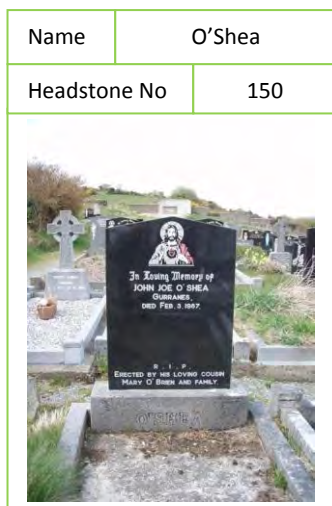 Name O'Shea
Headstone No 150
In Loving Memory of
JOHN JOE O'SHEA
GURRANES,
DIED FEB. 3. 1967.
R.I.P.
ERECTED BY HIS LOVING COUSIN
MARY O'BRIEN AND FAMILY
O'SHEA